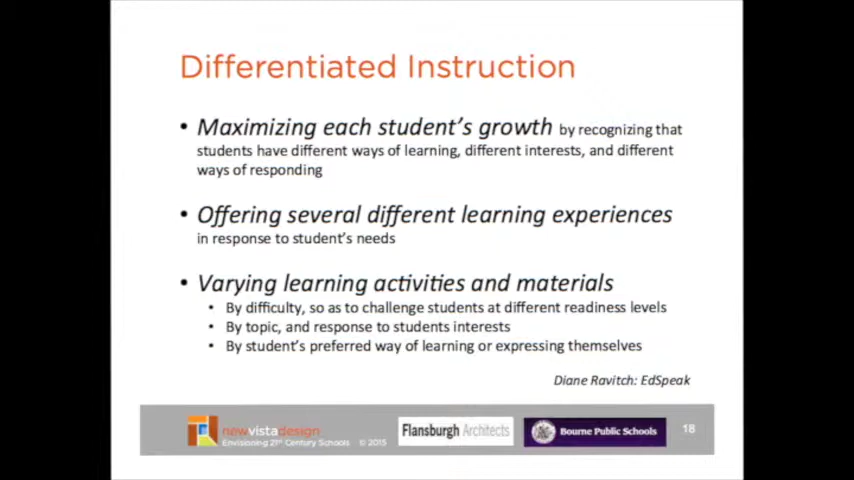 Differentiated Instruction
• Maximizing each student's growth by recognizing that
students have different ways of learning, different interests, and different
ways of responding
• Offering several different learning experiences
in response to student's needs
• Varying learning activities and materials
• By difficulty, so as to challenge students at different readiness levels
• By topic, and response to students interests
• By student's preferred way of learning or expressing themselves
Diane Ravitch: EdSpeak
newvistadesign
Envisioning 21st Century Schools © 2015
Flansburgh Architects
Bourne Public Schools
18